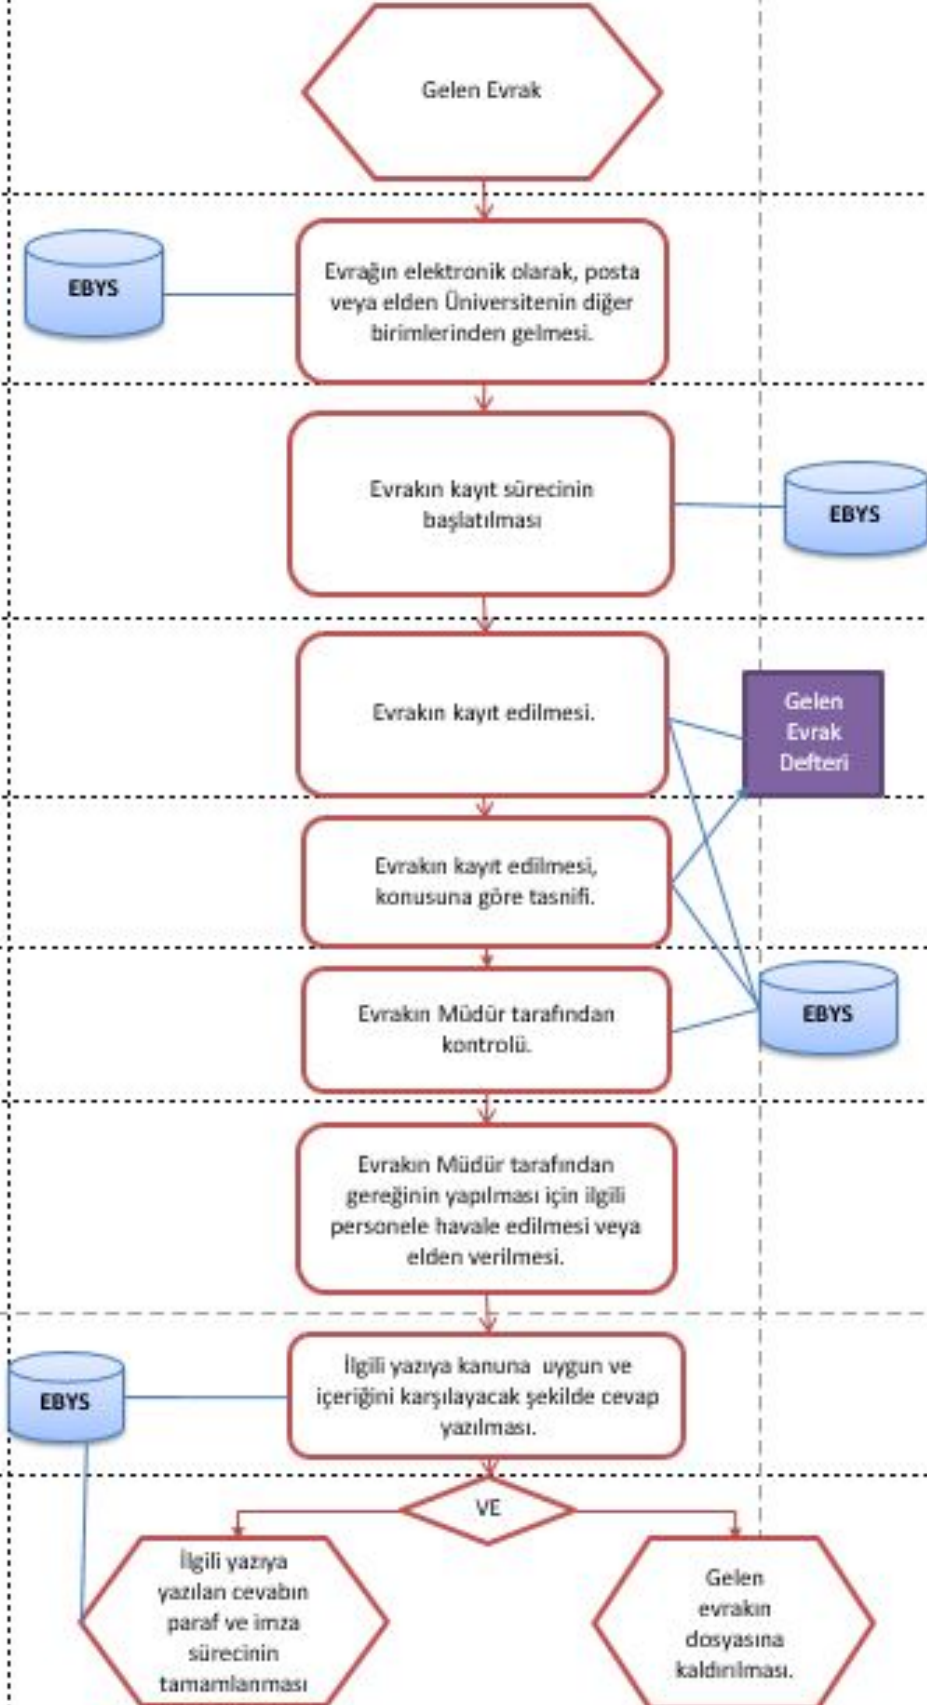 Gelen Evrak
EBYS
Evrağın elektronik olarak, posta
veya elden Üniversitenin diğer
birimlerinden gelmesi.
Evrakın kayıt sürecinin
başlatılması
EBYS
Evrakın kayıt edilmesi.
Gelen
Evrak
Defteri
Evrakın kayıt edilmesi,
konusuna göre tasnifi.
Evrakın Müdür tarafından
kontrolü.
EBYS
Evrakın Müdür tarafından
gereğinin yapılması için ilgili
personele havale edilmesi veya
elden verilmesi.
EBYS
İlgili yazıya kanuna uygun ve
içeriğini karşılayacak şekilde cevap
yazılması.
VE
İlgili yazıya
yazılan cevabın
paraf ve imza
sürecinin
tamamlanması
Gelen
evrakın
dosyasına
kaldırılması.